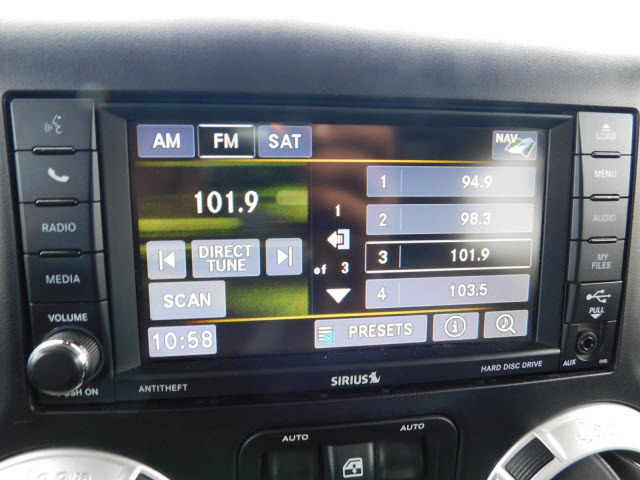 LOAD
AM FM SAT NAV
MENU
1 94.9
101.9
RADIO
1
2 98.3
AUDIO
DIRECT TUNE
3 101.9
MY FILES
MEDIA
of 3
SCAN
4 103.5
VOLUME
10:58
PRESETS
PULL
PUSH ON
ANTITHEFT
SIRIUS
HARD DISC DRIVE
AUX
AUTO
AUTO